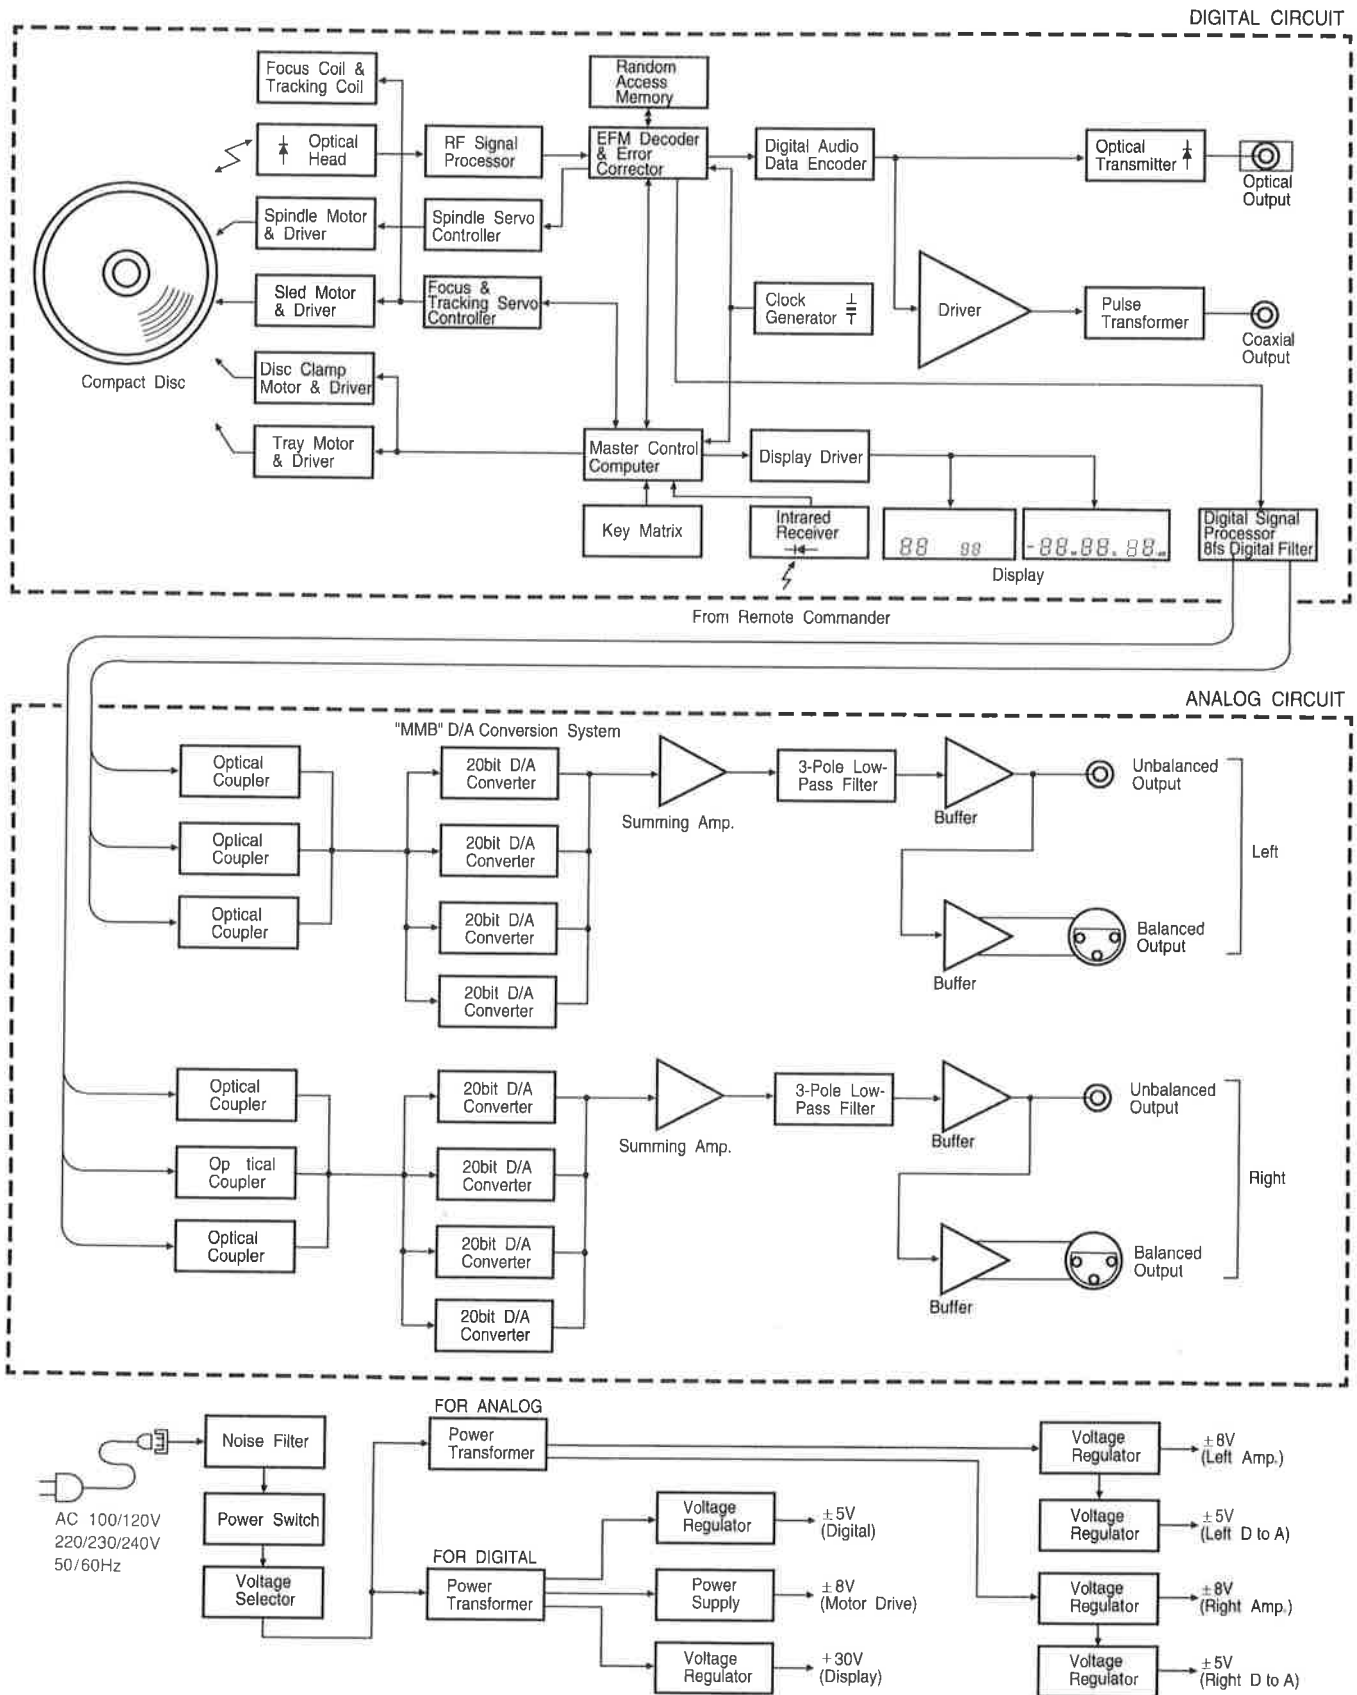 DIGITAL CIRCUIT
Focus Coil &
Tracking Coil
Random
Access
Memory
Optical
Head
RF Signal
Processor
EFM Decoder
& Error
Corrector
Digital Audio
Data Encoder
Optical
Transmitter
Optical
Output
Spindle Motor
& Driver
Spindle Servo
Controller
Sled Motor
& Driver
Focus &
Tracking Servo
Controller
Clock
Generator
Driver
Pulse
Transformer
Coaxial
Output
Compact Disc
Disc Clamp
Motor & Driver
Tray Motor
& Driver
Master Control
Computer
Display Driver
Key Matrix
Intrared
Receiver
88 88
-88m88s 88dB
Display
Digital Signal
Processor
8fs Digital Filter
From Remote Commander
ANALOG CIRCUIT
"MMB" D/A Conversion System
Optical
Coupler
20bit D/A
Converter
Summing Amp.
3-Pole Low-
Pass Filter
Buffer
Unbalanced
Output
Optical
Coupler
20bit D/A
Converter
Left
Optical
Coupler
20bit D/A
Converter
Buffer
Balanced
Output
20bit D/A
Converter
Optical
Coupler
20bit D/A
Converter
Summing Amp.
3-Pole Low-
Pass Filter
Buffer
Unbalanced
Output
Op tical
Coupler
20bit D/A
Converter
Right
Optical
Coupler
20bit D/A
Converter
Buffer
Balanced
Output
20bit D/A
Converter
AC 100/120V
220/230/240V
50/60Hz
Noise Filter
Power Switch
Voltage
Selector
FOR ANALOG
Power
Transformer
FOR DIGITAL
Power
Transformer
Voltage
Regulator
±5V
(Digital)
Power
Supply
±8V
(Motor Drive)
Voltage
Regulator
+30V
(Display)
Voltage
Regulator
±8V
(Left Amp.)
Voltage
Regulator
±5V
(Left D to A)
Voltage
Regulator
±8V
(Right Amp.)
Voltage
Regulator
±5V
(Right D to A)